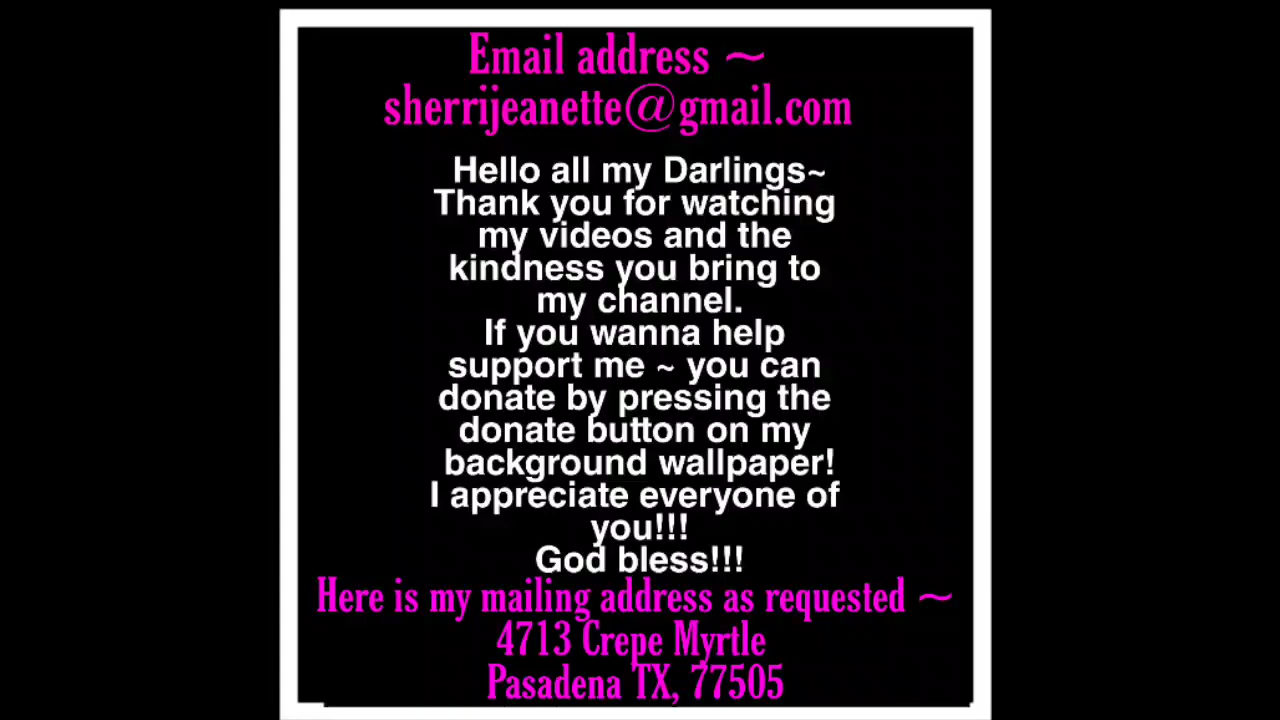 Email address ~
sherrijeanette@gmail.com
Hello all my Darlings~
Thank you for watching
my videos and the
kindness you bring to
my channel.
If you wanna help
support me ~ you can
donate by pressing the
donate button on my
background wallpaper!
I appreciate everyone of
you!!!
God bless!!!
Here is my mailing address as requested ~
4713 Crepe Myrtle
Pasadena TX, 77505